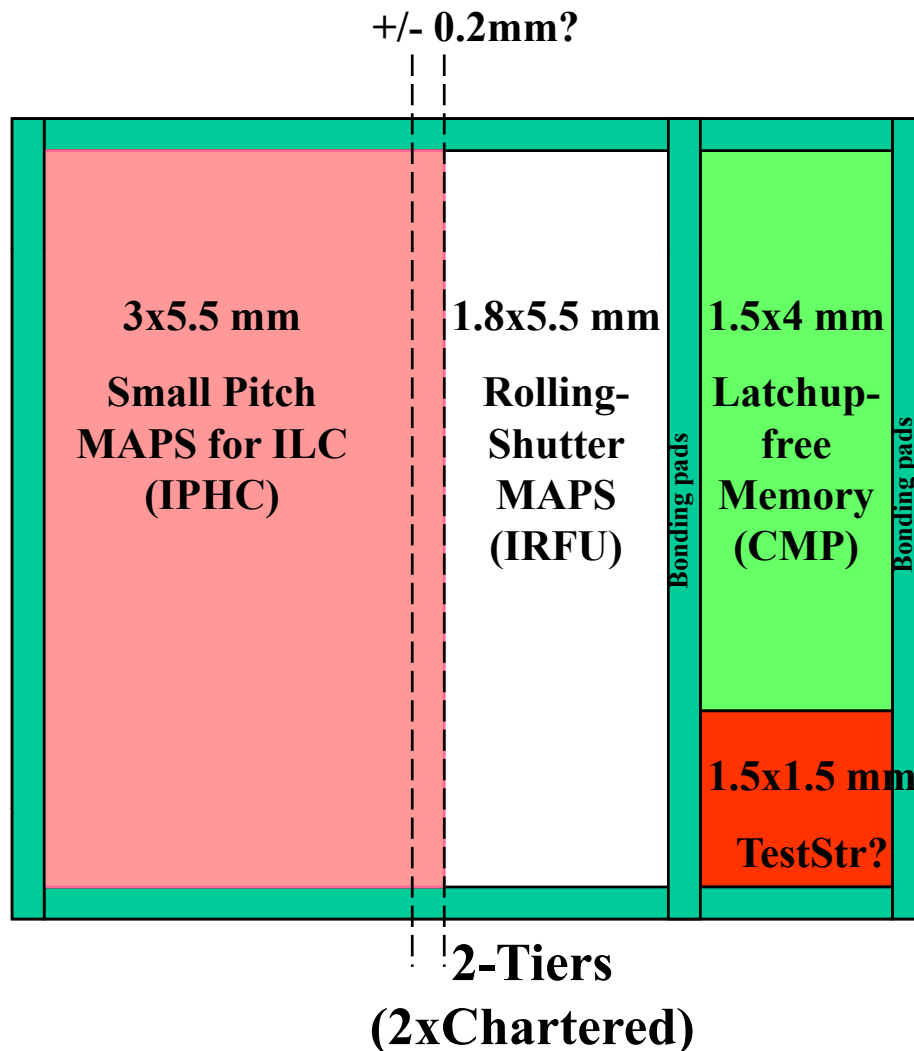 +/- 0.2mm?
3x5.5 mm
Small Pitch
MAPS for ILC
(IPHC)
1.8x5.5 mm
Rolling-
Shutter
MAPS
(IRFU)
Bonding pads
1.5x4 mm
Latchup-
free
Memory
(CMP)
Bonding pads
1.5x1.5 mm
TestStr?
2-Tiers
(2xChartered)